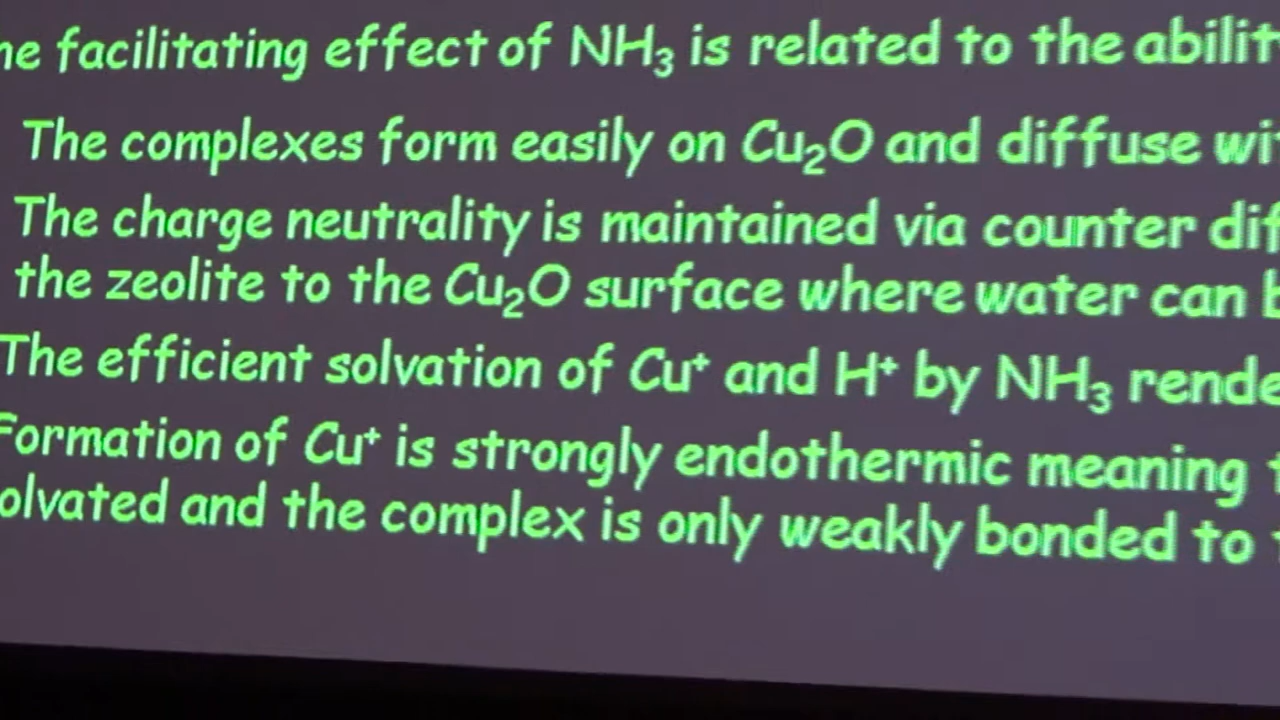 he facilitating effect of NH₃ is related to the abilit
The complexes form easily on Cu₂O and diffuse wi
The charge neutrality is maintained via counter dif
the zeolite to the Cu₂O surface where water can b
The efficient solvation of Cu⁺ and H⁺ by NH₃ rende
Formation of Cu⁺ is strongly endothermic meaning t
olvated and the complex is only weakly bonded to t